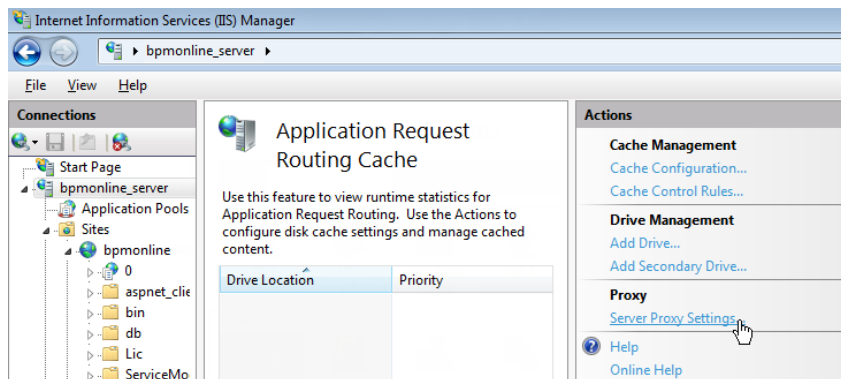 Internet Information Services (IIS) Manager
bpmonline_server
File View Help
Connections
Start Page
bpmonline_server
Application Pools
Sites
bpmonline
0
aspnet_clie
bin
db
Lic
ServiceMo
Application Request
Routing Cache
Use this feature to view runtime statistics for
Application Request Routing. Use the Actions to
configure disk cache settings and manage cached
content.
Drive Location Priority
Actions
Cache Management
Cache Configuration...
Cache Control Rules...
Drive Management
Add Drive...
Add Secondary Drive...
Proxy
Server Proxy Settings...
Help
Online Help